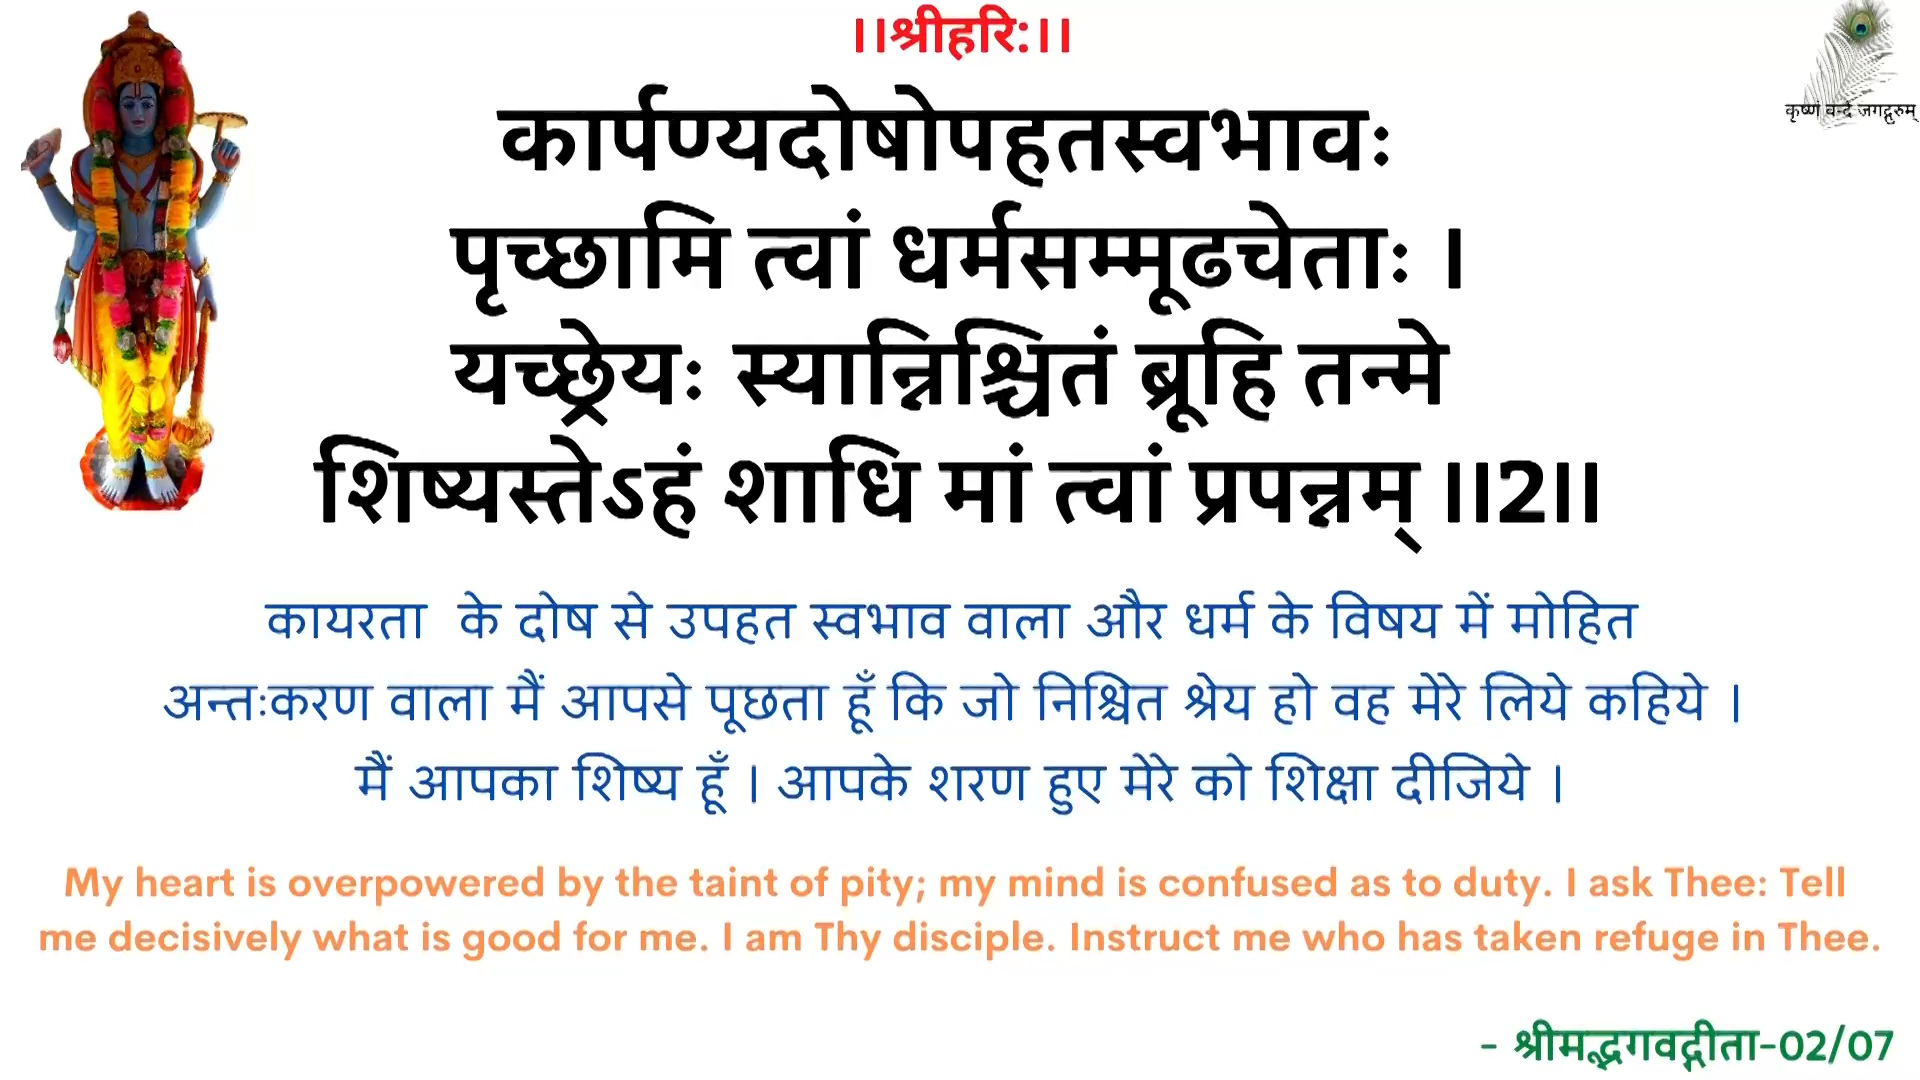 ।।श्रीहरि:।।
कृष्णं वन्दे जगद्गुरुम्
कार्पण्यदोषोपहतस्वभावः
पृच्छामि त्वां धर्मसम्मूढचेताः ।
यच्छ्रेयः स्यान्निश्चितं ब्रूहि तन्मे
शिष्यस्तेऽहं शाधि मां त्वां प्रपन्नम् ।।2।।
कायरता के दोष से उपहत स्वभाव वाला और धर्म के विषय में मोहित
अन्तःकरण वाला मैं आपसे पूछता हूँ कि जो निश्चित श्रेय हो वह मेरे लिये कहिये ।
मैं आपका शिष्य हूँ । आपके शरण हुए मेरे को शिक्षा दीजिये ।
My heart is overpowered by the taint of pity; my mind is confused as to duty. I ask Thee: Tell
me decisively what is good for me. I am Thy disciple. Instruct me who has taken refuge in Thee.
- श्रीमद्भगवद्गीता-02/07